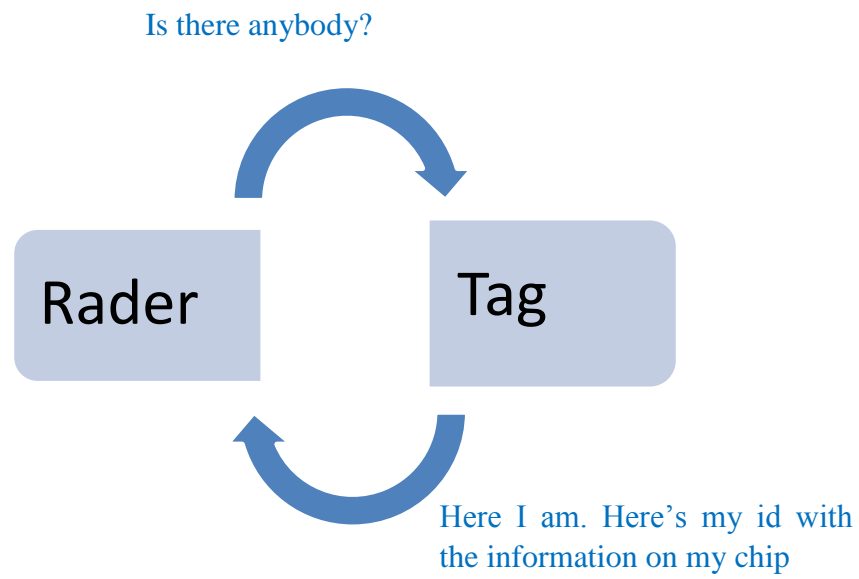 Is there anybody?
Rader
Tag
Here I am. Here’s my id with
the information on my chip